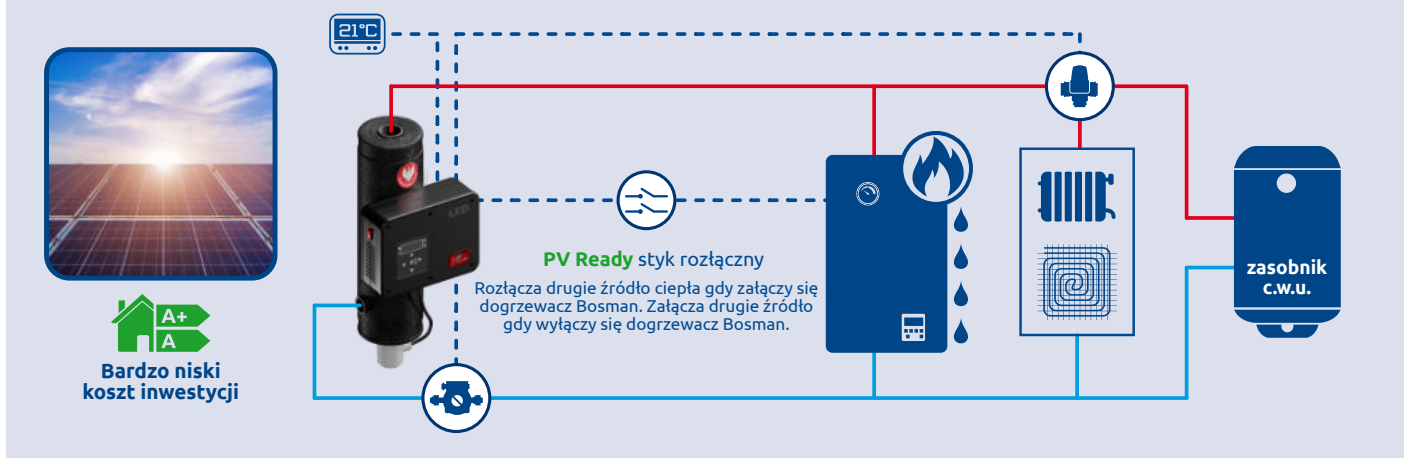 21°C
LED
PV Ready styk rozłączny
Rozłącza drugie źródło ciepła gdy załączy się
dogrzewacz Bosman. Załącza drugie źródło
gdy wyłączy się dogrzewacz Bosman.
zasobnik
c.w.u.
A+
A
Bardzo niski
koszt inwestycji